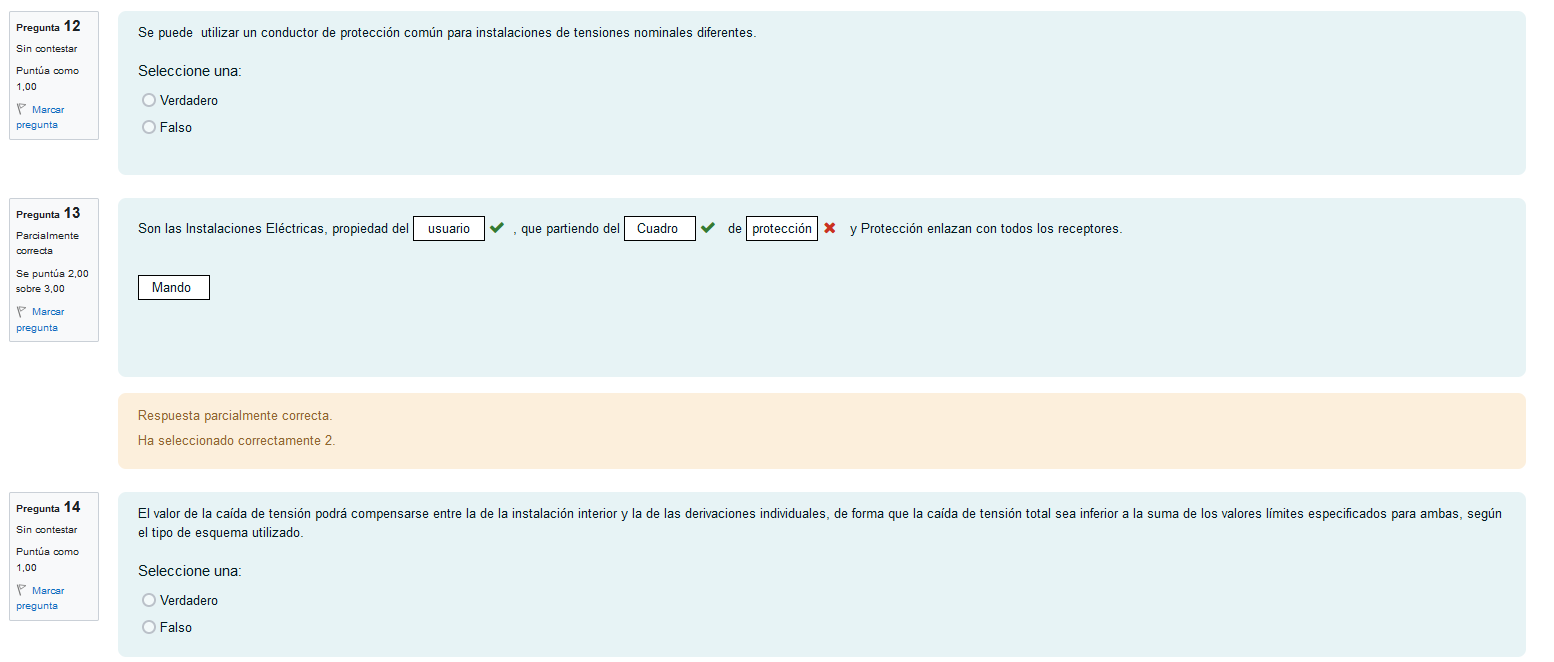 Pregunta 12
Sin contestar
Puntúa como
1,00
Marcar
pregunta
Se puede utilizar un conductor de protección común para instalaciones de tensiones nominales diferentes.
Seleccione una:
Verdadero
Falso
Pregunta 13
Parcialmente
correcta
Se puntúa 2,00
sobre 3,00
Marcar
pregunta
Son las Instalaciones Eléctricas, propiedad del usuario , que partiendo del Cuadro de protección y Protección enlazan con todos los receptores.
Mando
Respuesta parcialmente correcta.
Ha seleccionado correctamente 2.
Pregunta 14
Sin contestar
Puntúa como
1,00
Marcar
pregunta
El valor de la caída de tensión podrá compensarse entre la de la instalación interior y la de las derivaciones individuales, de forma que la caída de tensión total sea inferior a la suma de los valores límites especificados para ambas, según
el tipo de esquema utilizado.
Seleccione una:
Verdadero
Falso